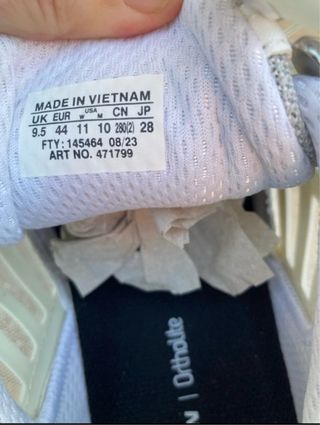 MADE IN VIETNAM
UK EUR USA CN JP
W M
9.5 44 11 10 280(2) 28
FTY: 145464 08/23
ART NO. 471799
| Ortholite